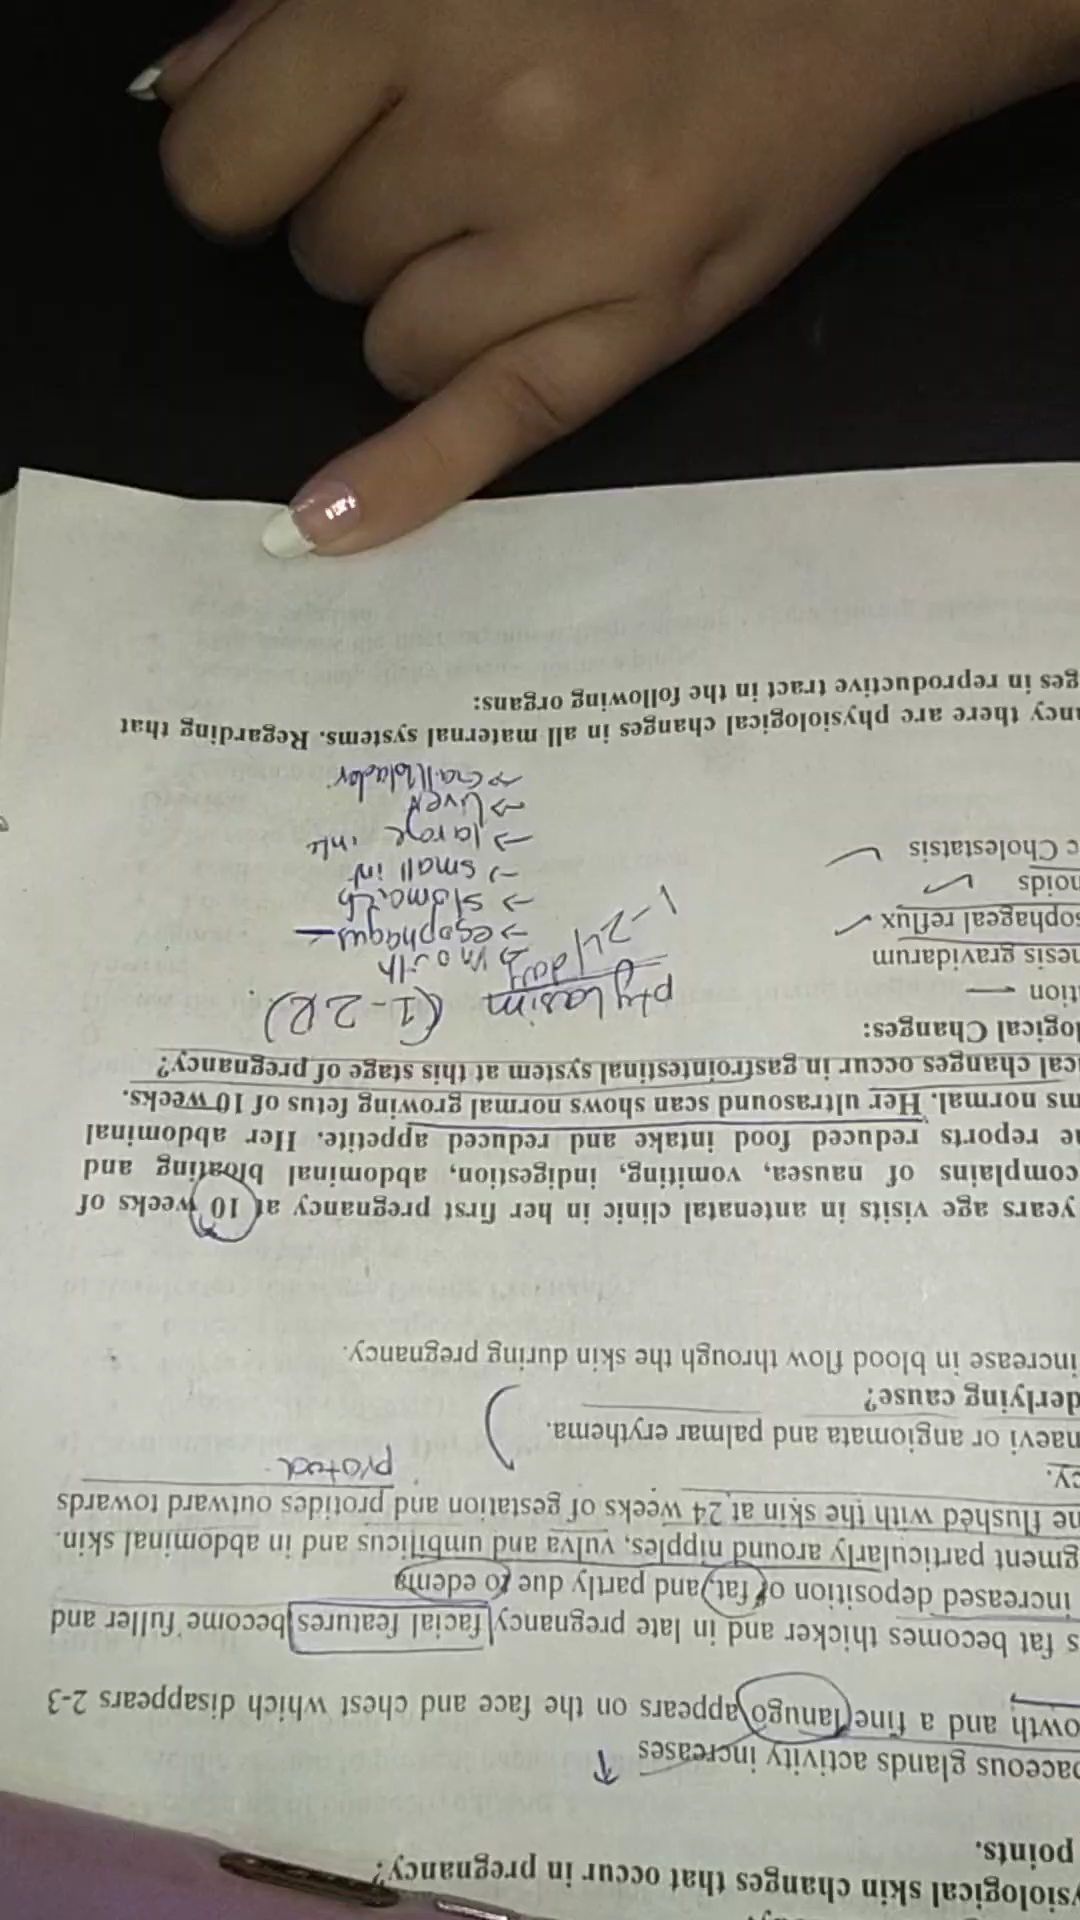 ysiological skin changes that occur in pregnancy?
points.
baceous glands activity increases ↑
owth and a fine lanugo appears on the face and chest which disappears 2-3
s fat becomes thicker and in late pregnancy facial features become fuller and
increased deposition of fat and partly due to edema
gment particularly around nipples, vulva and umbilicus and in abdominal skin.
ne flushed with the skin at 24 weeks of gestation and protides outward towards
cy.
naevi or angiomata and palmar erythema.
derlying cause?
increase in blood flow through the skin during pregnancy.
years age visits in antenatal clinic in her first pregnancy at 10 weeks of
complains of nausea, vomiting, indigestion, abdominal bloating and
ne reports reduced food intake and reduced appetite. Her abdominal
ms normal. Her ultrasound scan shows normal growing fetus of 10 weeks.
ical changes occur in gastrointestinal system at this stage of pregnancy?
logical Changes:
ptylasim (1-2l)
tion
1-2l/day
→ mouth
nesis gravidarum
→ esophagus
sophageal reflux
→ stomach
hoids
→ small int
c Cholestatsis
→ large inte
→ Liver
→ Gallbladder
ancy there are physiological changes in all maternal systems. Regarding that
ges in reproductive tract in the following organs: